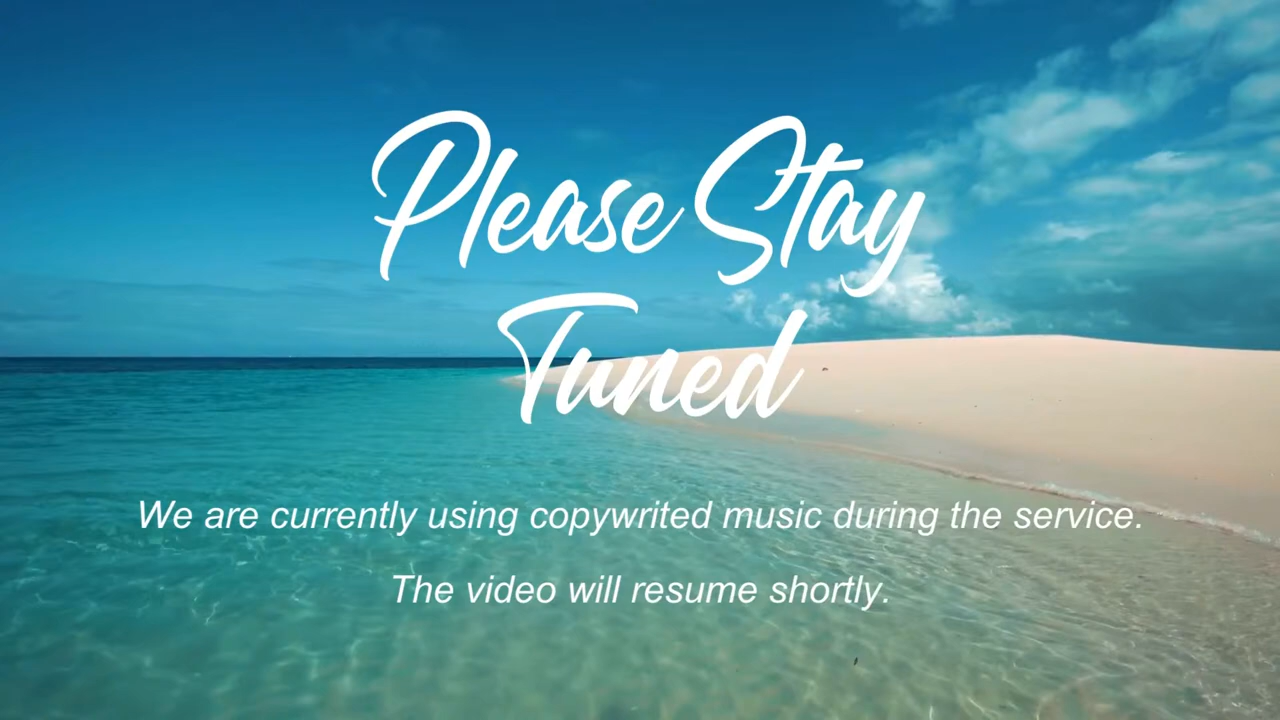 Please Stay
Tuned
We are currently using copywrited music during the service.
The video will resume shortly.